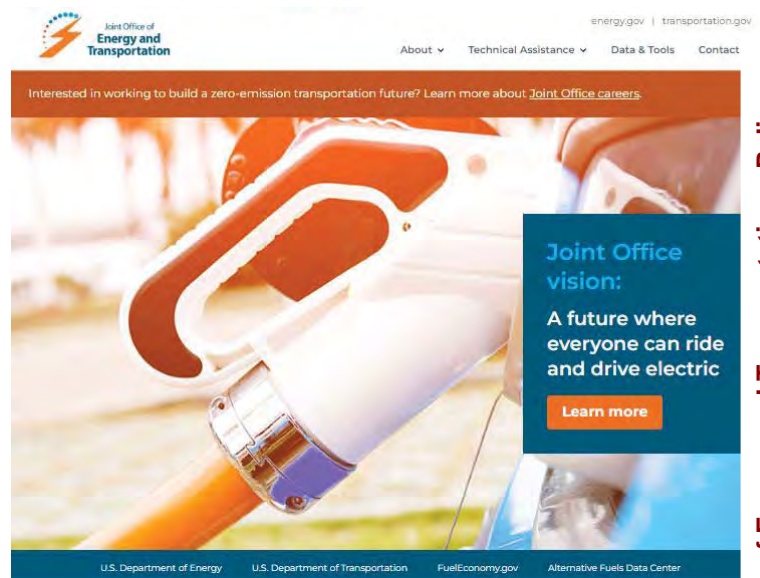 Joint Office of
Energy and
Transportation
energy.gov | transportation.gov
About
Technical Assistance
Data & Tools
Contact
Interested in working to build a zero-emission transportation future? Learn more about Joint Office careers.
Joint Office
vision:
A future where
everyone can ride
and drive electric
Learn more
U.S. Department of Energy
U.S. Department of Transportation
FuelEconomy.gov
Alternative Fuels Data Center